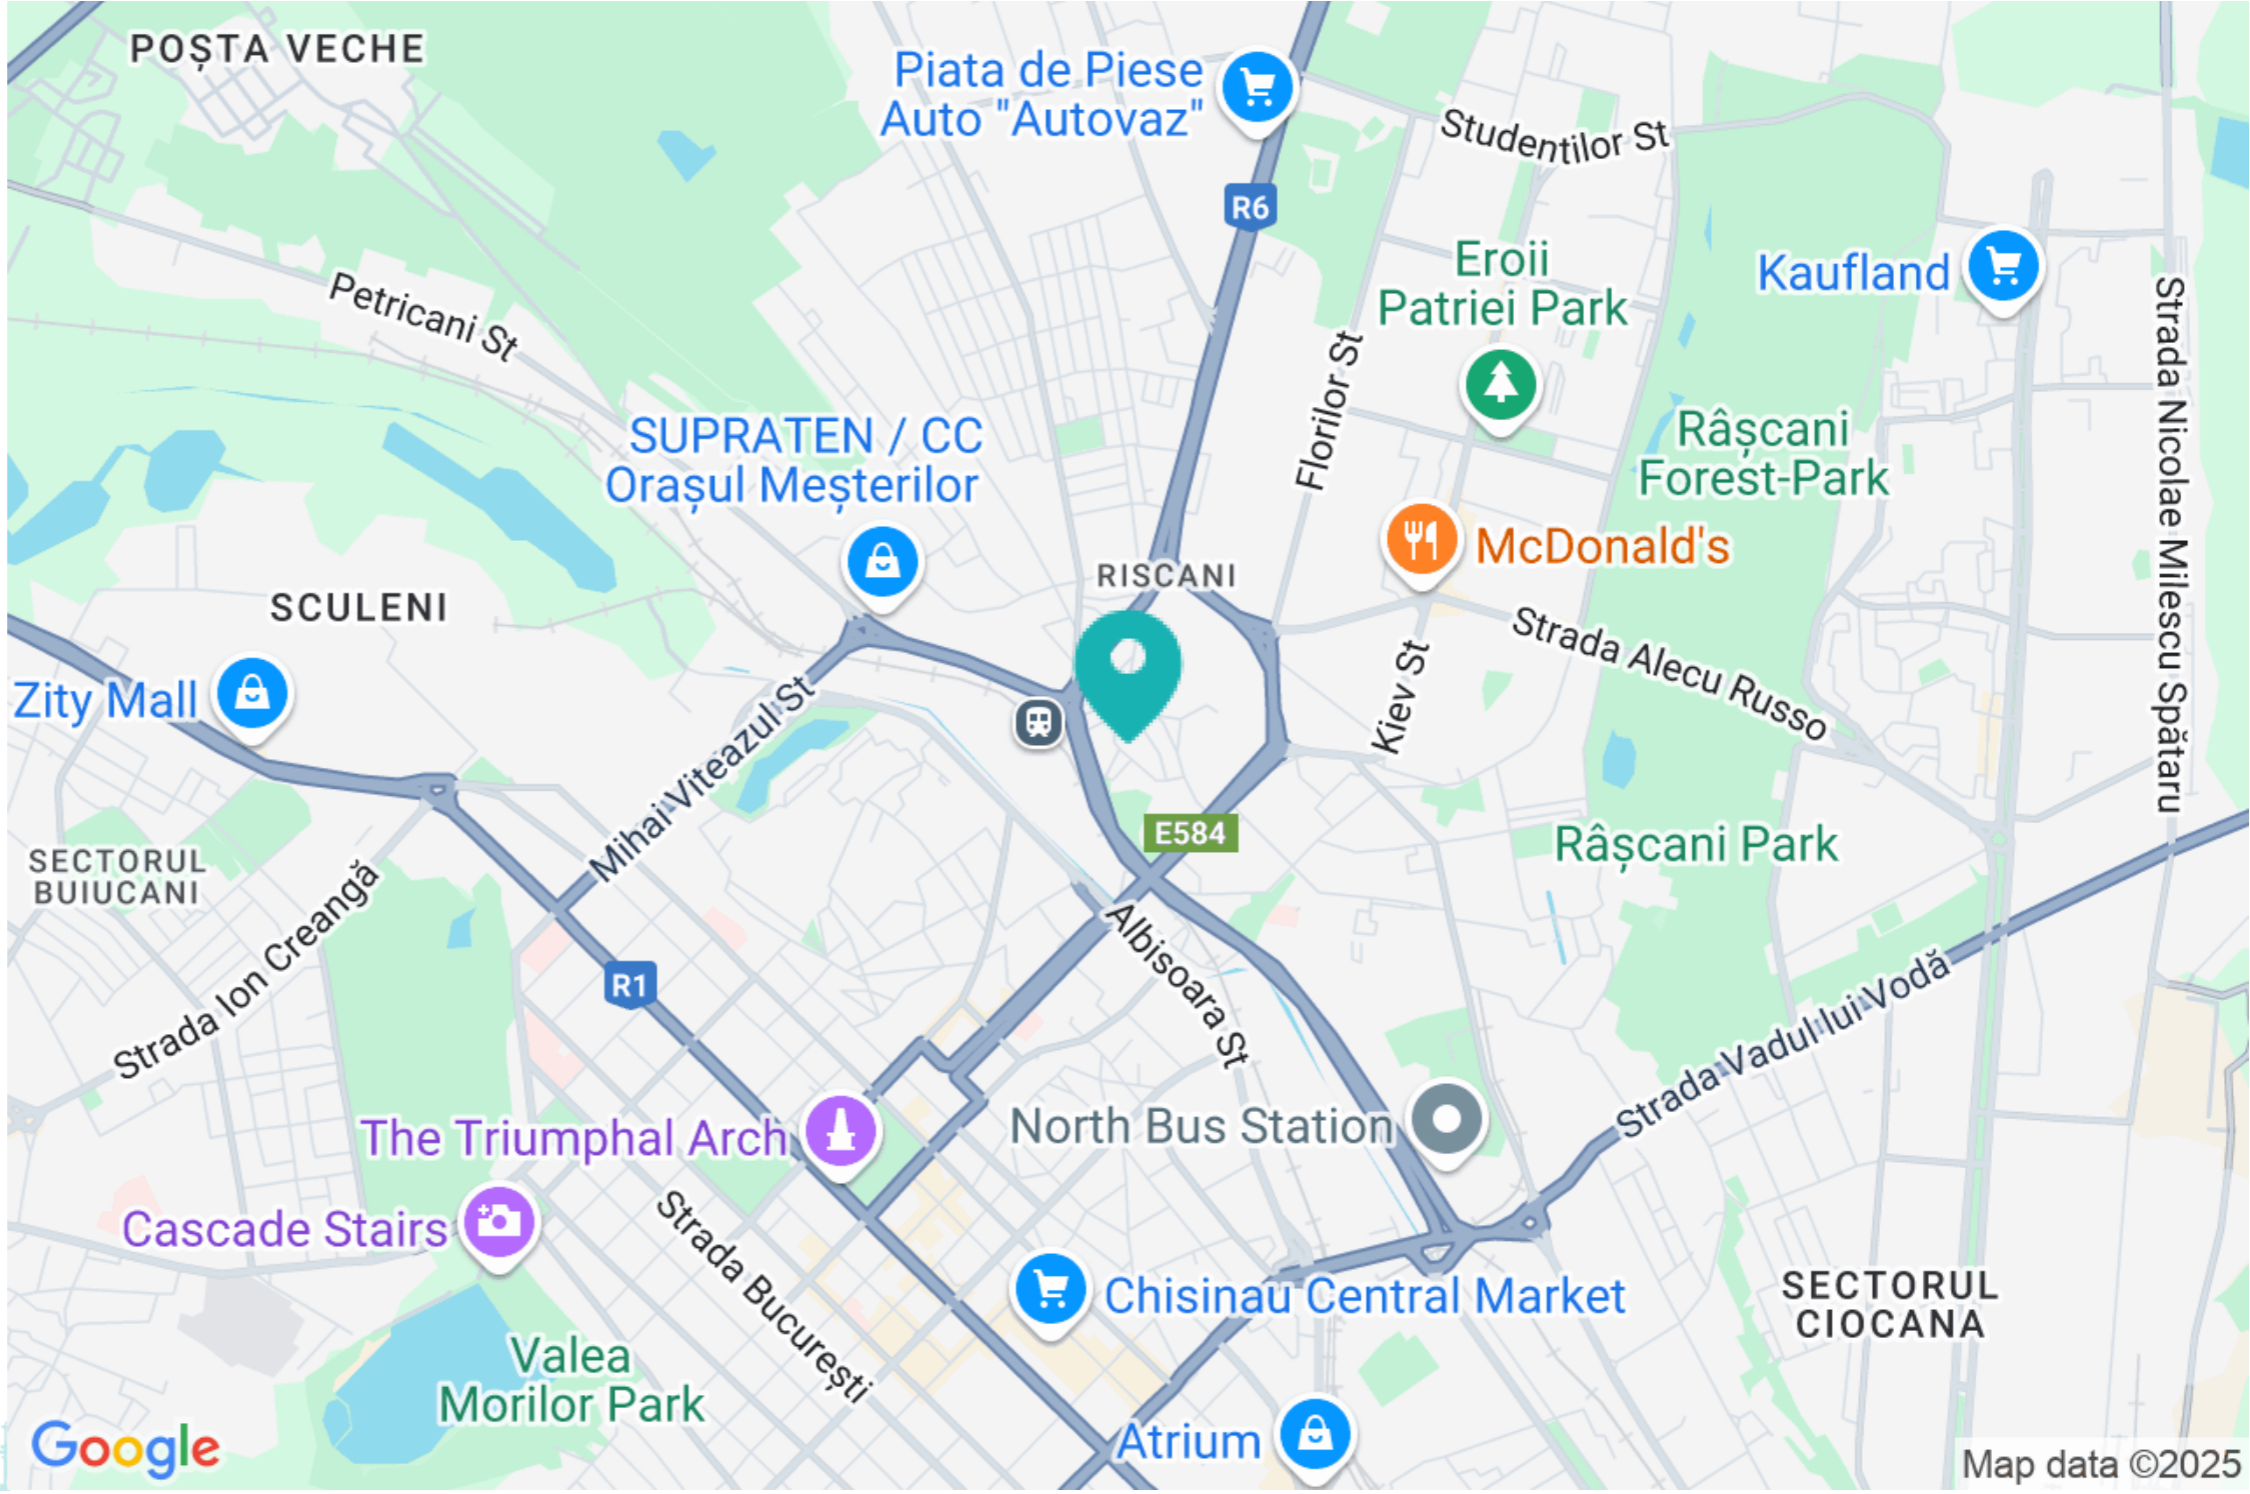 POȘTA VECHE
Piata de Piese
Auto "Autovaz"
Studentilor St
R6
Eroii
Patriei Park
Kaufland
Petricani St
Strada Nicolae Milescu Spătaru
Florilor St
SUPRATEN / CC
Orașul Meșterilor
Râșcani
Forest-Park
McDonald's
RISCANI
SCULENI
Strada Alecu Russo
Zity Mall
Kiev St
Mihai Viteazul St
E584
Râșcani Park
SECTORUL
BUIUCANI
Strada Ion Creangă
Albisoara St
R1
Strada Vadul lui Vodă
The Triumphal Arch
North Bus Station
Cascade Stairs
Strada București
Chisinau Central Market
SECTORUL
CIOCANA
Valea
Morilor Park
Atrium
Google
Map data ©2025